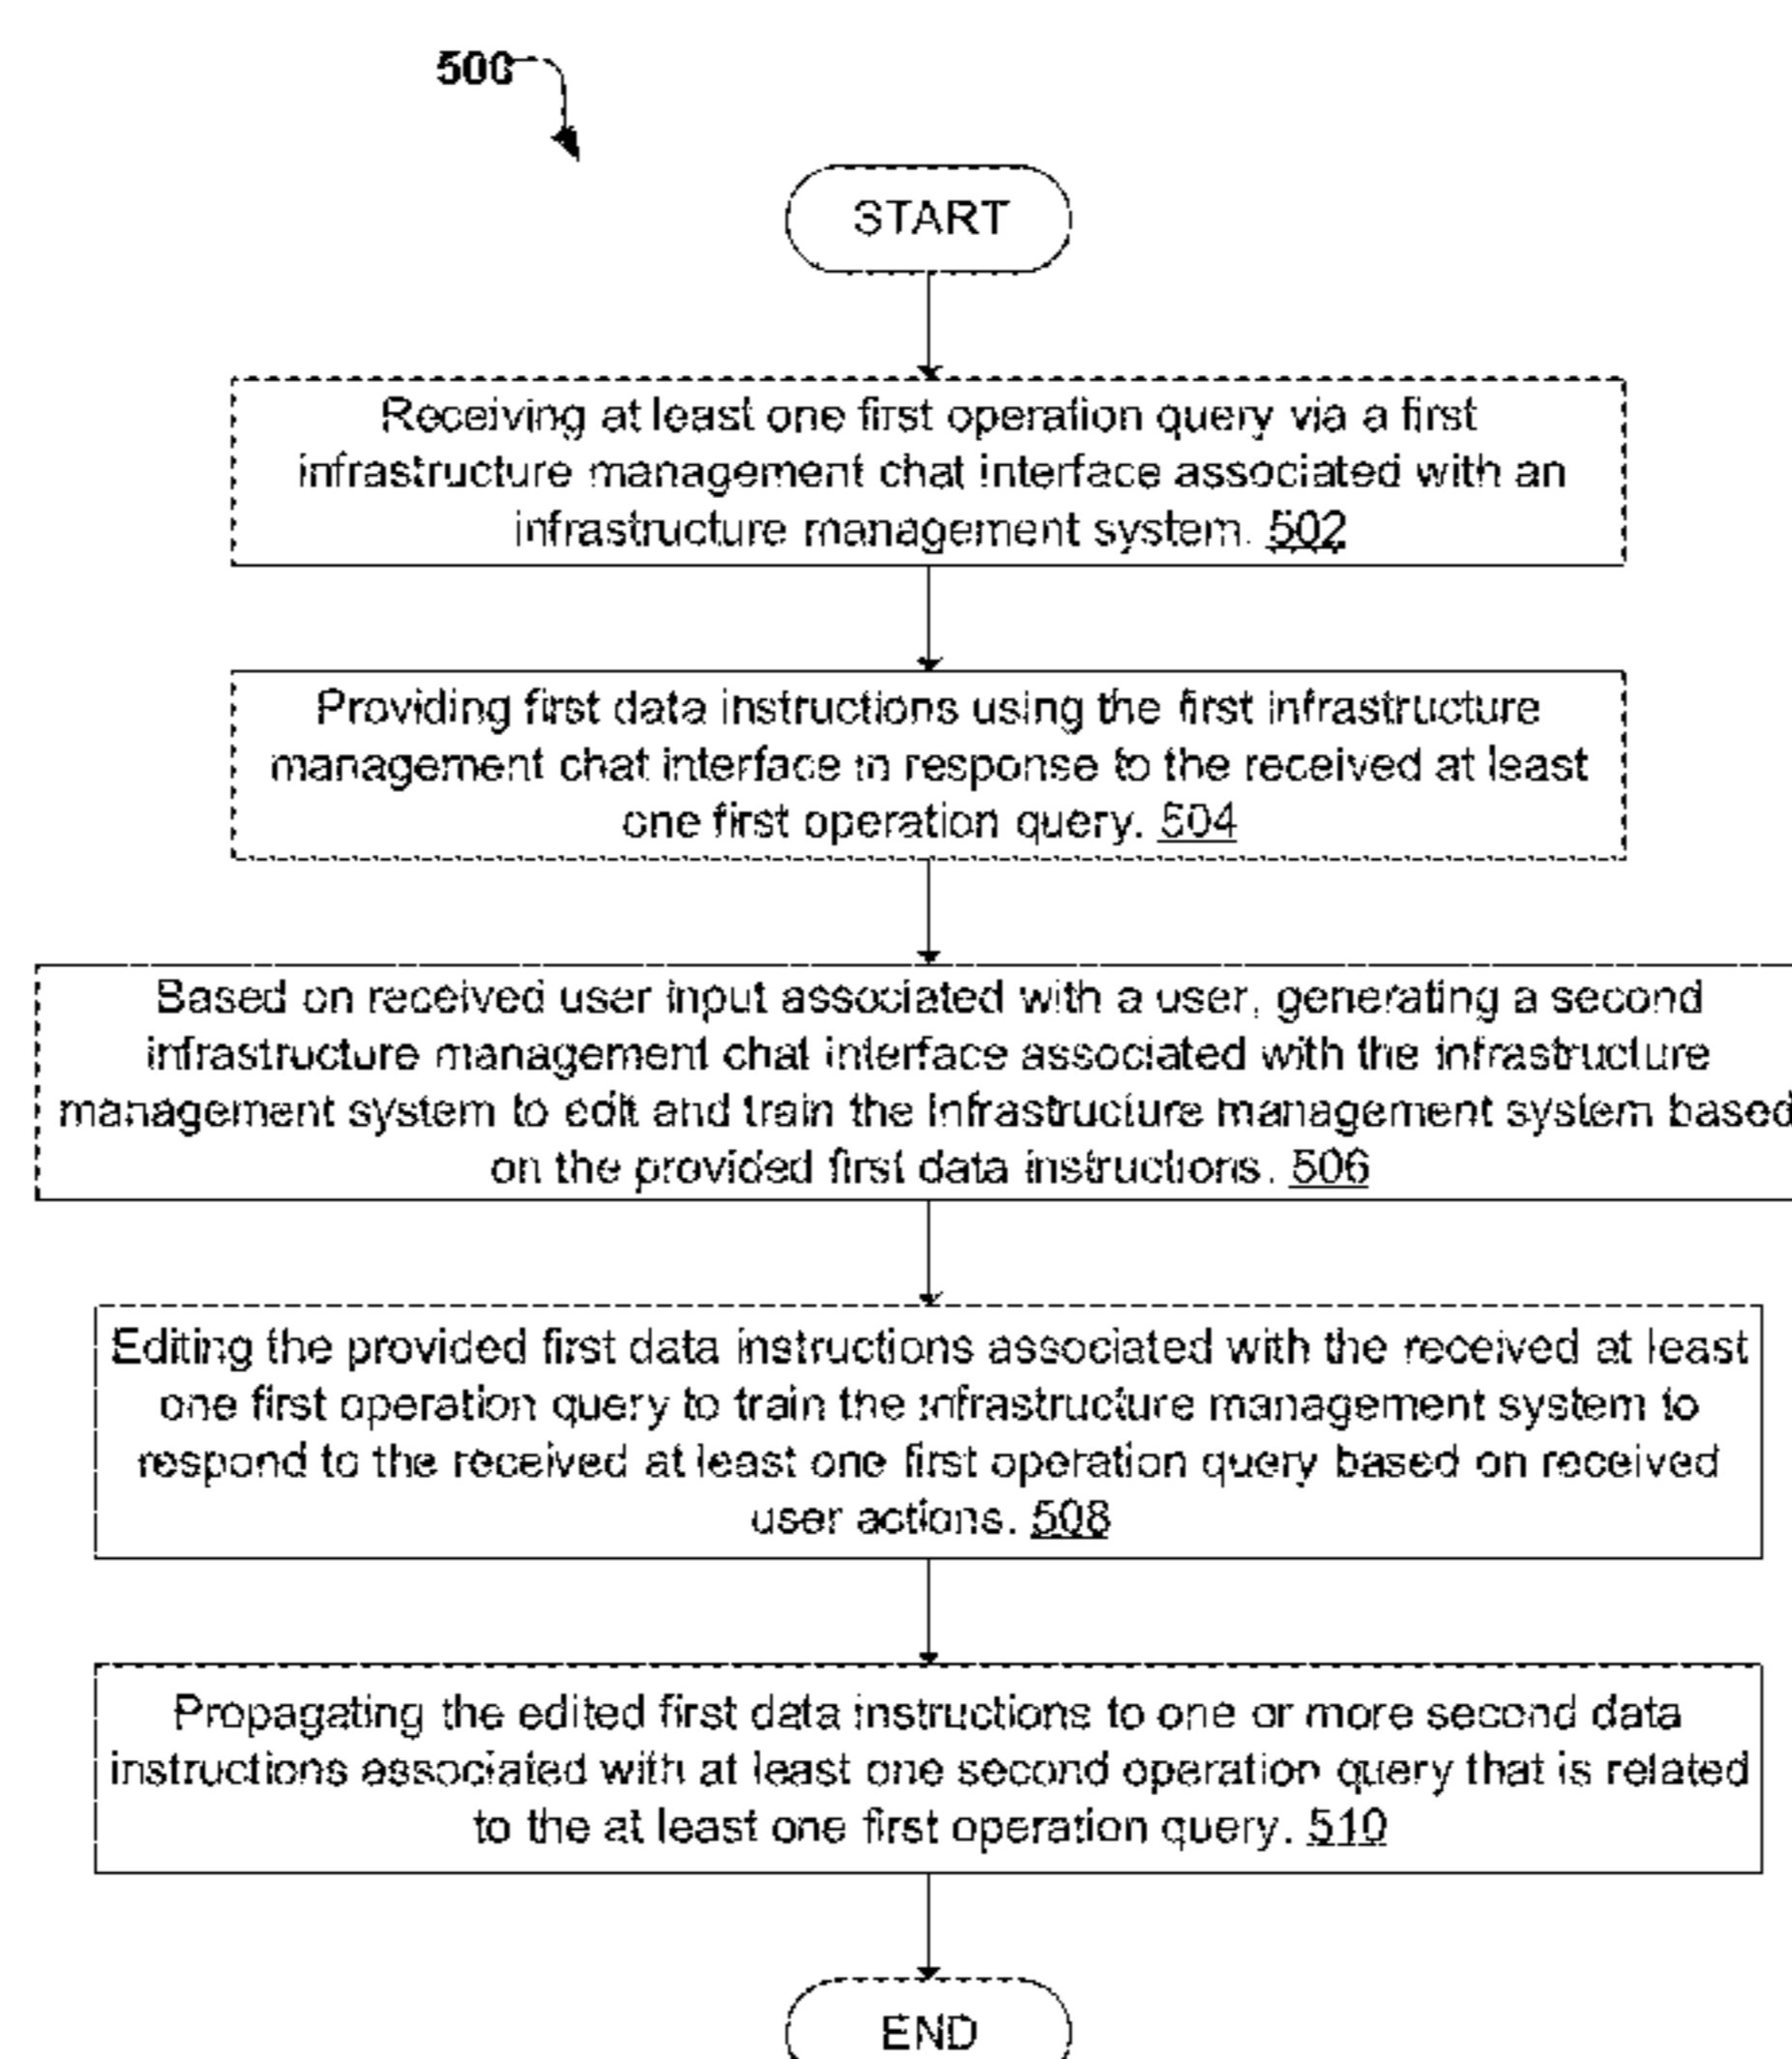 500
START
Receiving at least one first operation query via a first
infrastructure management chat interface associated with an
infrastructure management system. 502
Providing first data instructions using the first infrastructure
management chat interface in response to the received at least
one first operation query. 504
Based on received user input associated with a user, generating a second
infrastructure management chat interface associated with the infrastructure
management system to edit and train the infrastructure management system based
on the provided first data instructions. 506
Editing the provided first data instructions associated with the received at least
one first operation query to train the infrastructure management system to
respond to the received at least one first operation query based on received
user actions. 508
Propagating the edited first data instructions to one or more second data
instructions associated with at least one second operation query that is related
to the at least one first operation query. 510
END